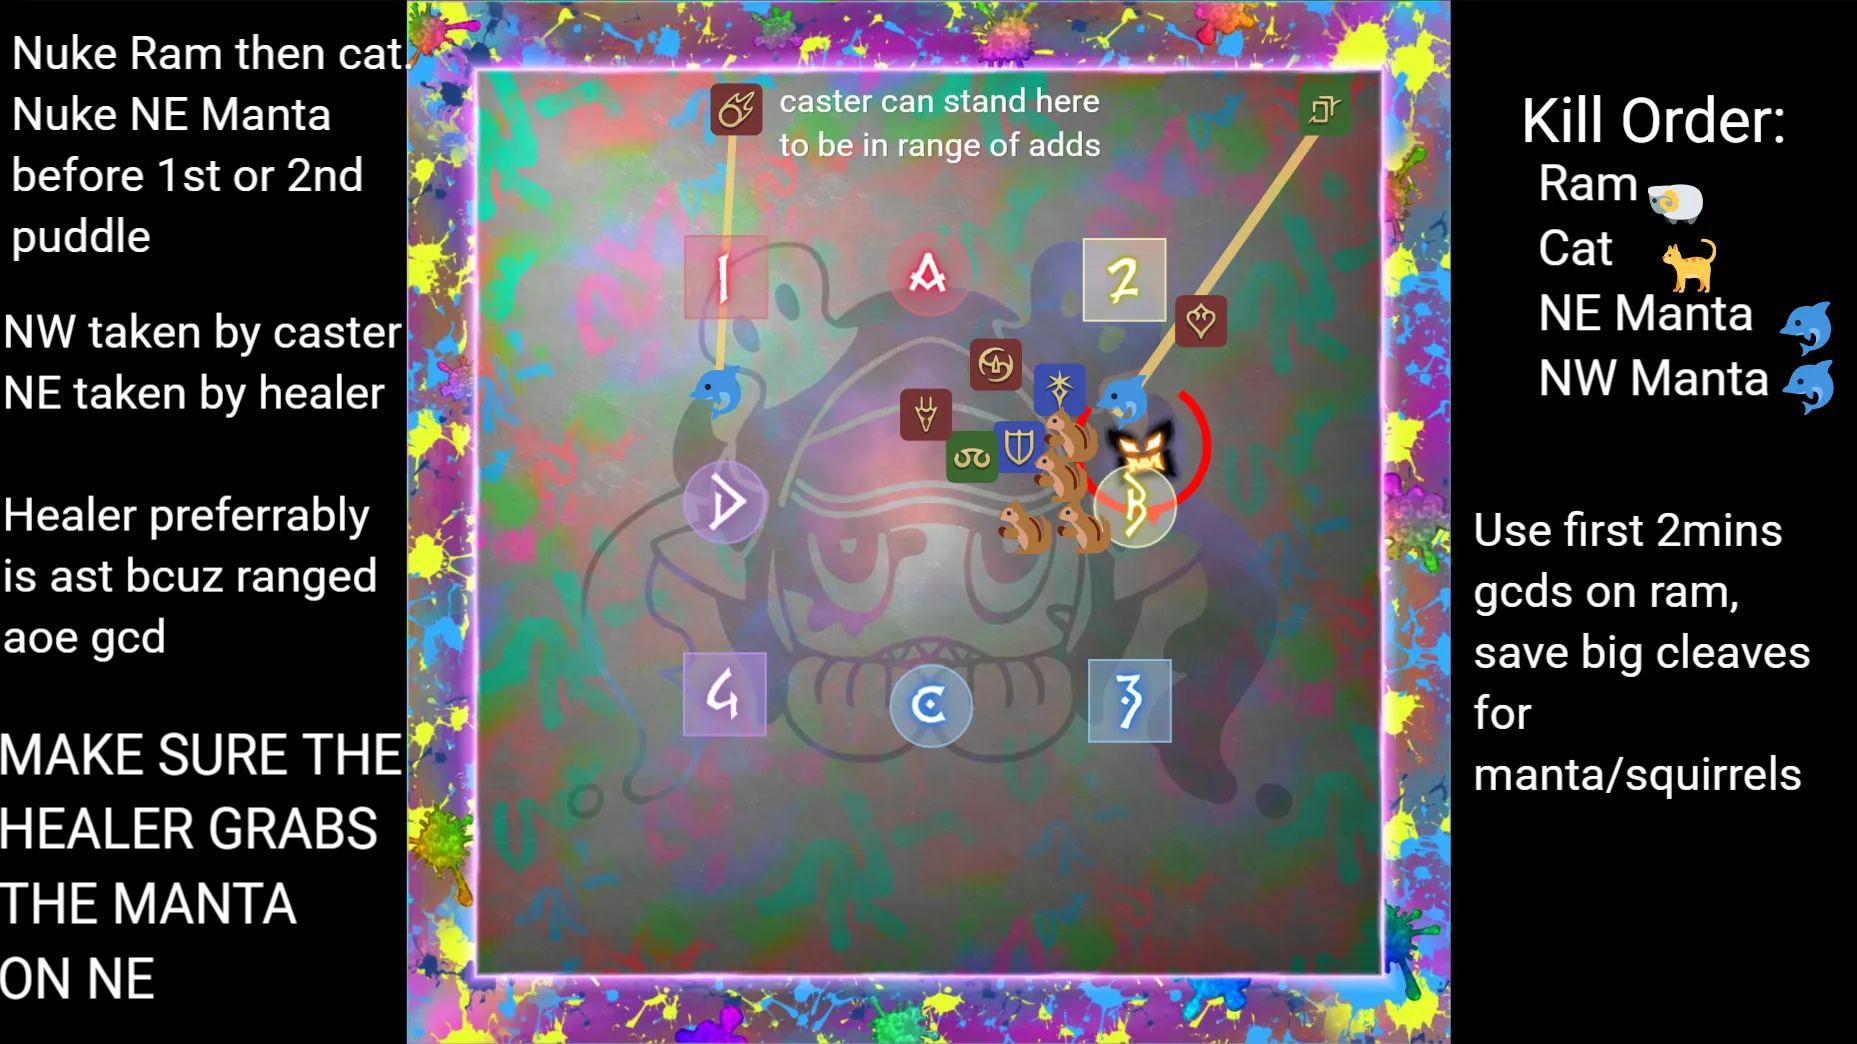 Nuke Ram then cat.
Nuke NE Manta
before 1st or 2nd
puddle
NW taken by caster
NE taken by healer
Healer preferrably
is ast bcuz ranged
aoe gcd
MAKE SURE THE
HEALER GRABS
THE MANTA
ON NE
caster can stand here
to be in range of adds
1 A 2
D B
4 C 3
Kill Order:
Ram
Cat
NE Manta
NW Manta
Use first 2mins
gcds on ram,
save big cleaves
for
manta/squirrels